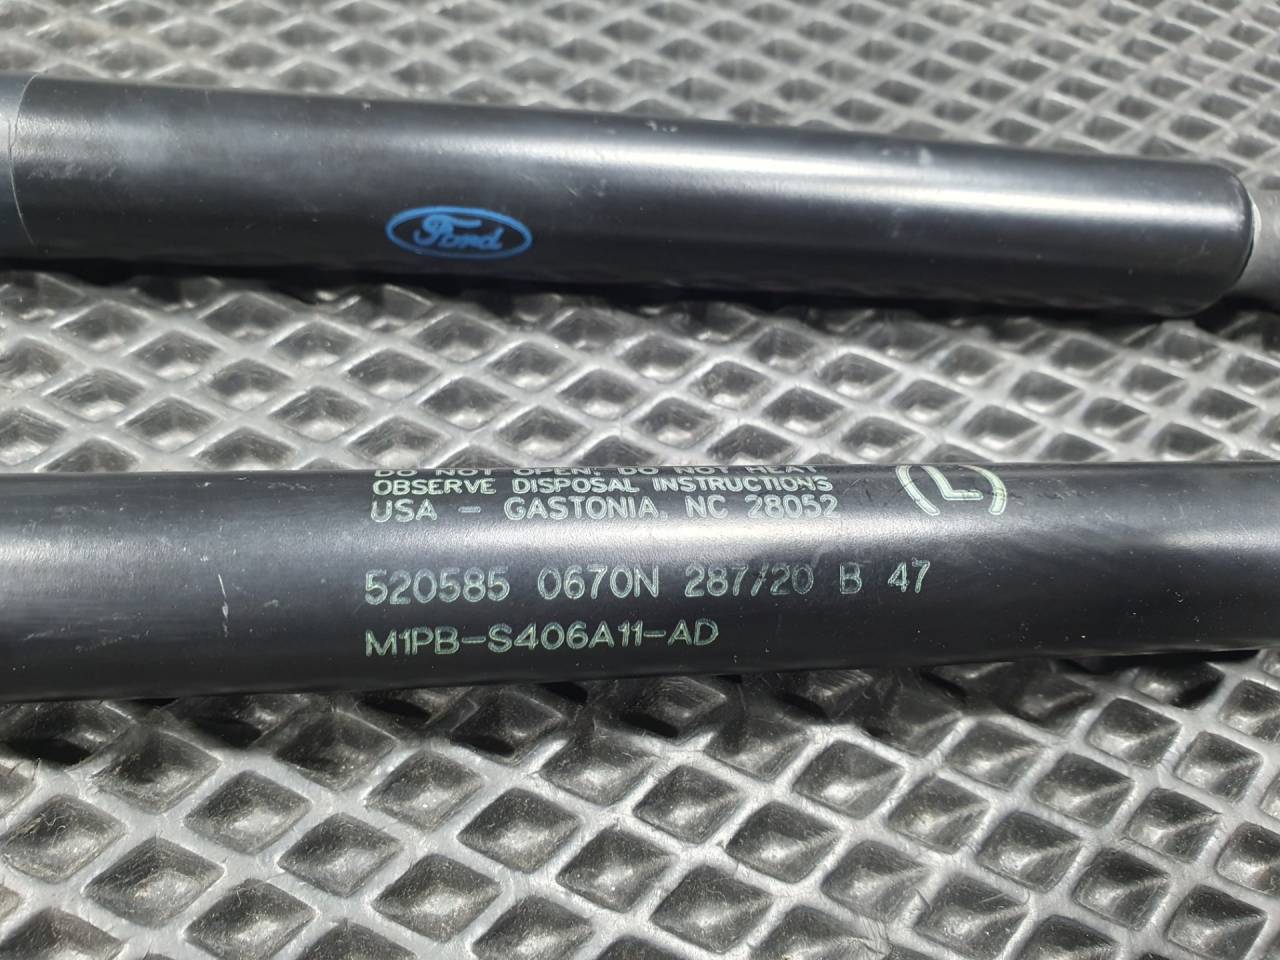 Ford
DO NOT OPEN, DO NOT HEAT
OBSERVE DISPOSAL INSTRUCTIONS
USA - GASTONIA, NC 28052
(L)
520585 0670N 287/20 B 47
M1PB-S406A11-AD